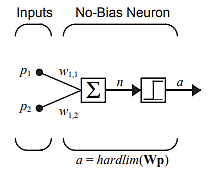 Inputs No-Bias Neuron
p1 w1,1 n a
Σ
p2 w1,2
a = hardlim(Wp)